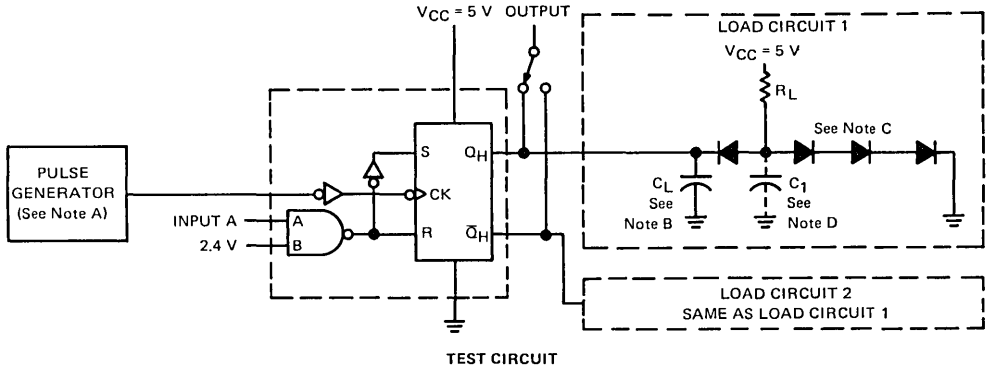 VCC = 5 V OUTPUT
LOAD CIRCUIT 1
VCC = 5 V
RL
See Note C
PULSE
GENERATOR
(See Note A)
S
QH
CK
CL
See
Note B
C1
See
Note D
INPUT A
A
2.4 V
B
R
Q̅H
LOAD CIRCUIT 2
SAME AS LOAD CIRCUIT 1
TEST CIRCUIT